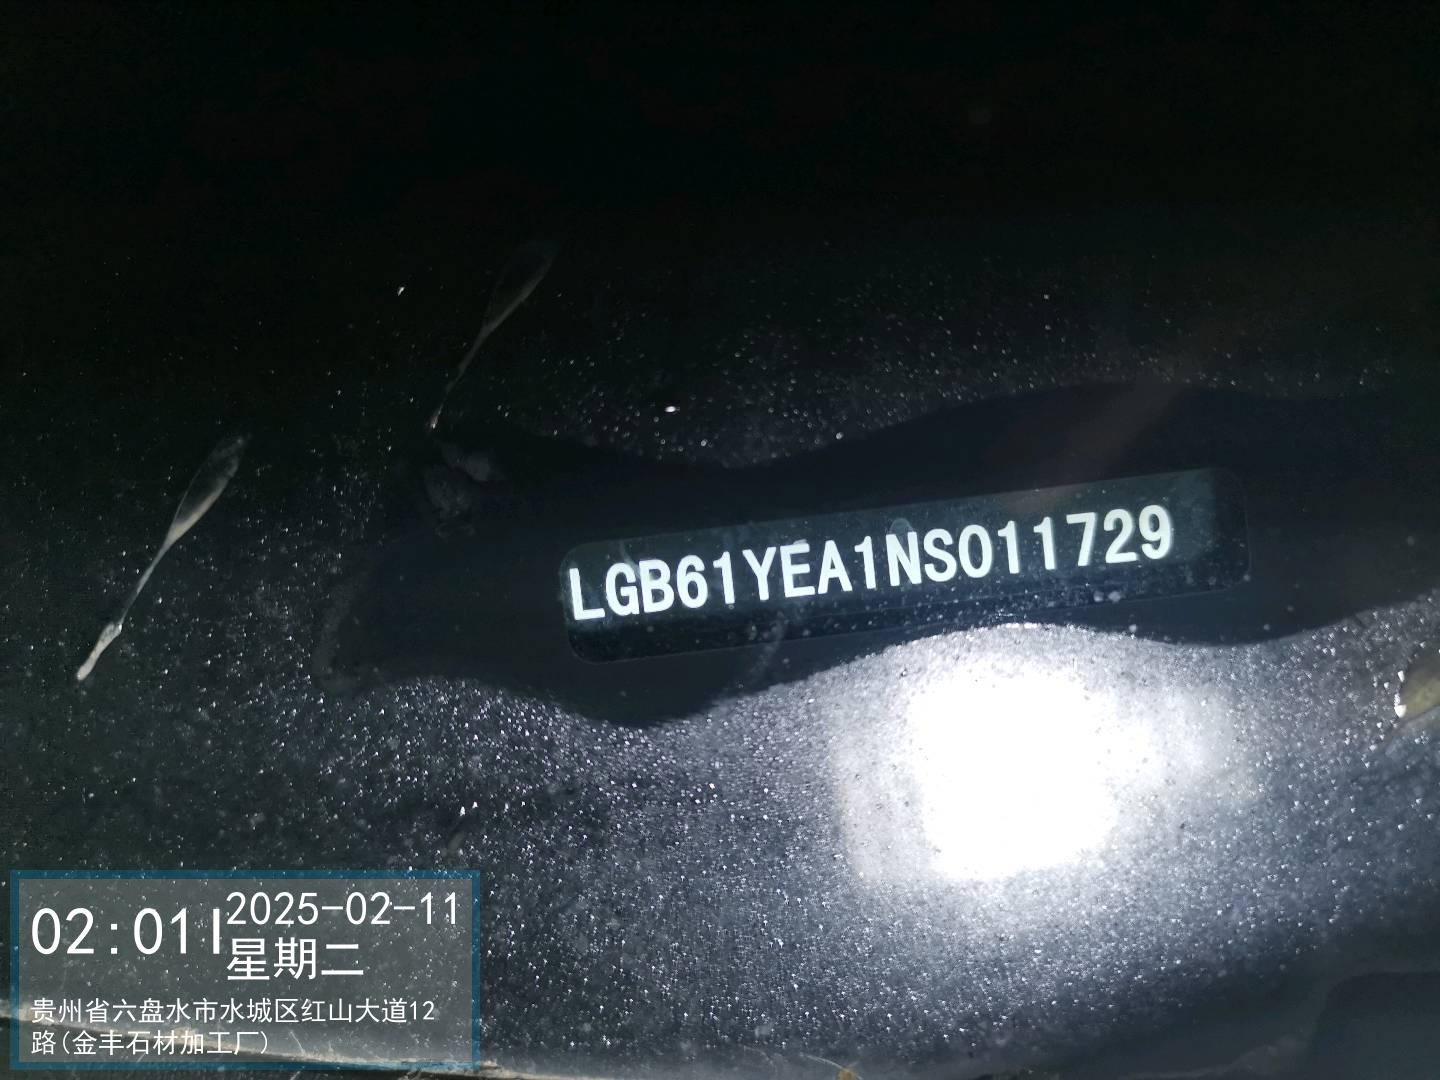 LGB61YEA1NS011729
02:01
2025-02-11
星期二
贵州省六盘水市水城区红山大道12
路(金丰石材加工厂)